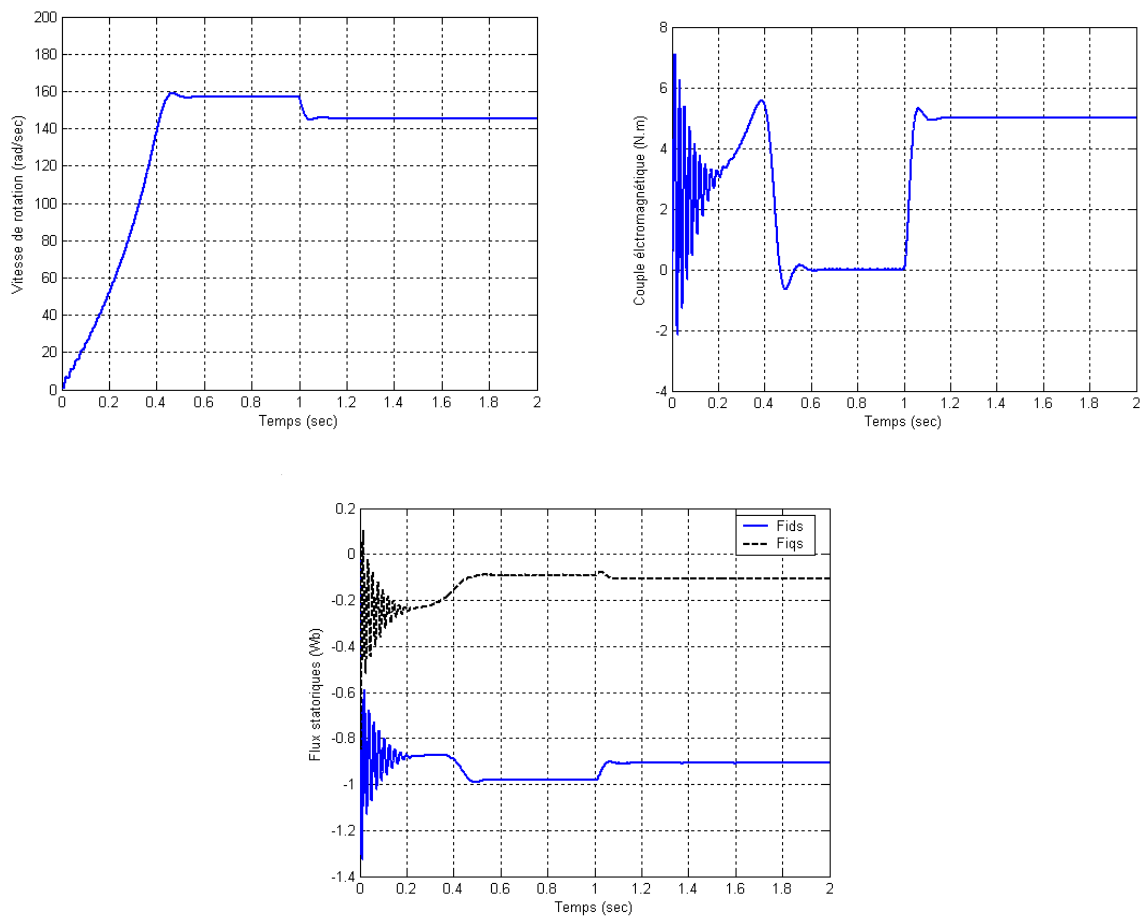 Vitesse de rotation (rad/sec)
200
180
160
140
120
100
80
60
40
20
0
0 0.2 0.4 0.6 0.8 1 1.2 1.4 1.6 1.8 2
Temps (sec)
Couple élctromagnétique (N.m)
8
6
4
2
0
-2
-4
0 0.2 0.4 0.6 0.8 1 1.2 1.4 1.6 1.8 2
Temps (sec)
Flux statoriques (Wb)
0.2
0
-0.2
-0.4
-0.6
-0.8
-1
-1.2
-1.4
Fids
Fiqs
0 0.2 0.4 0.6 0.8 1 1.2 1.4 1.6 1.8 2
Temps (sec)